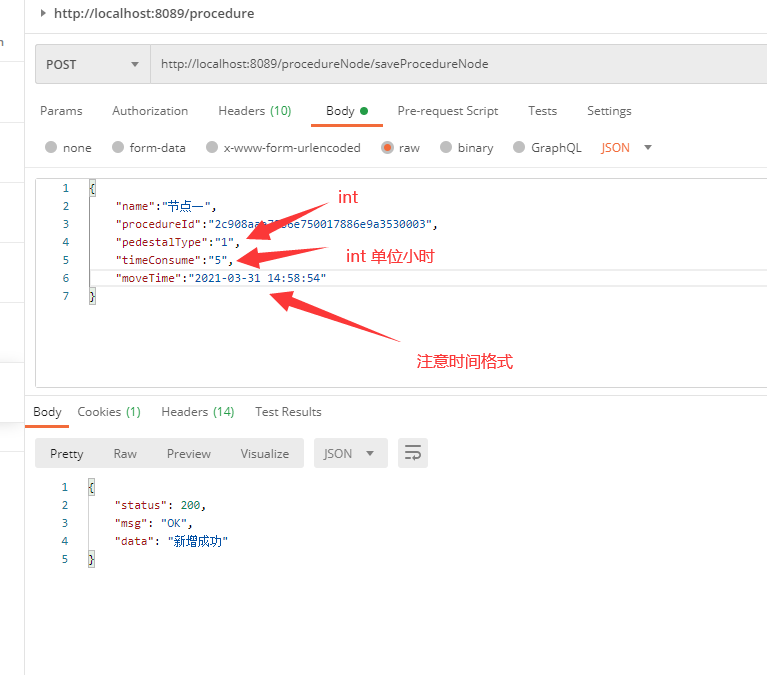 http://localhost:8089/procedure
POST http://localhost:8089/procedureNode/saveProcedureNode
Params Authorization Headers (10) Body Pre-request Script Tests Settings
none form-data x-www-form-urlencoded raw binary GraphQL JSON
1 {
2 "name":"节点一",
int
3
4 "pedestalType":"1",
5 "timeConsume":"5",
int 单位小时
6 "moveTime":"2021-03-31 14:58:54"
7 }
注意时间格式
Body Cookies (1) Headers (14) Test Results
Pretty Raw Preview Visualize JSON
1 {
2 "status": 200,
3 "msg": "OK",
4 "data": "新增成功"
5 }